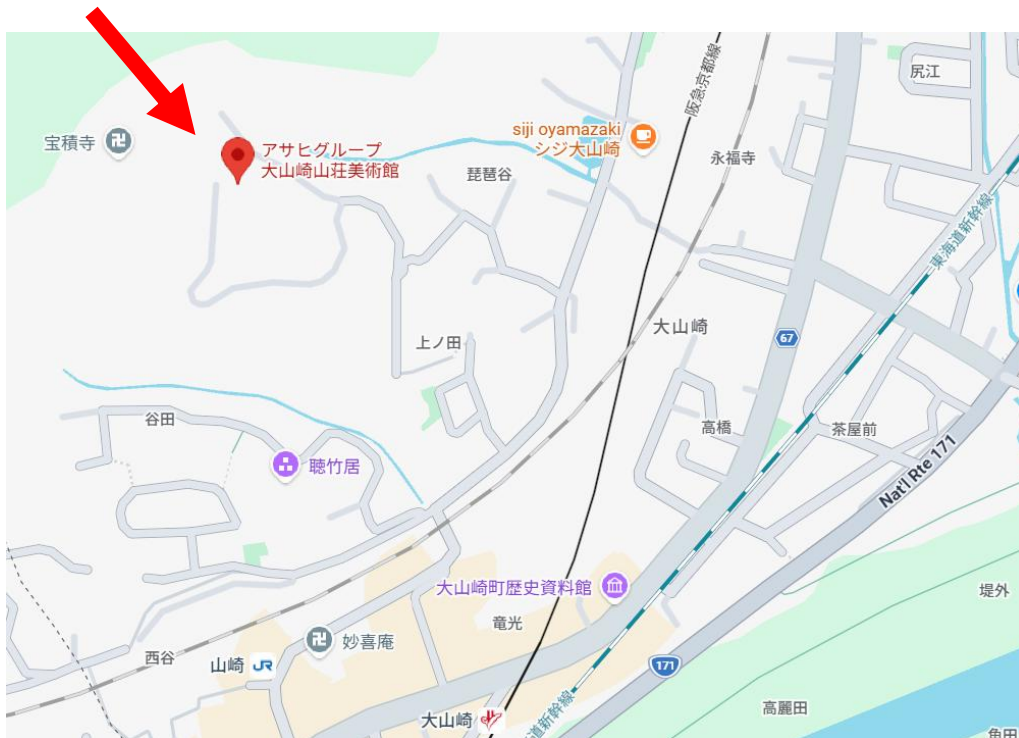 阪急京都線
尻江
siji oyamazaki
シジ大山崎
宝積寺
アサヒグループ
大山崎山荘美術館
琵琶谷
永福寺
東海道新幹線
大山崎
67
上ノ田
谷田
高橋
茶屋前
聴竹居
Nat'l Rte 171
大山崎町歴史資料館
堤外
竜光
妙喜庵
西谷
山崎 JR
171
高麗田
大山崎
道新幹線
角田